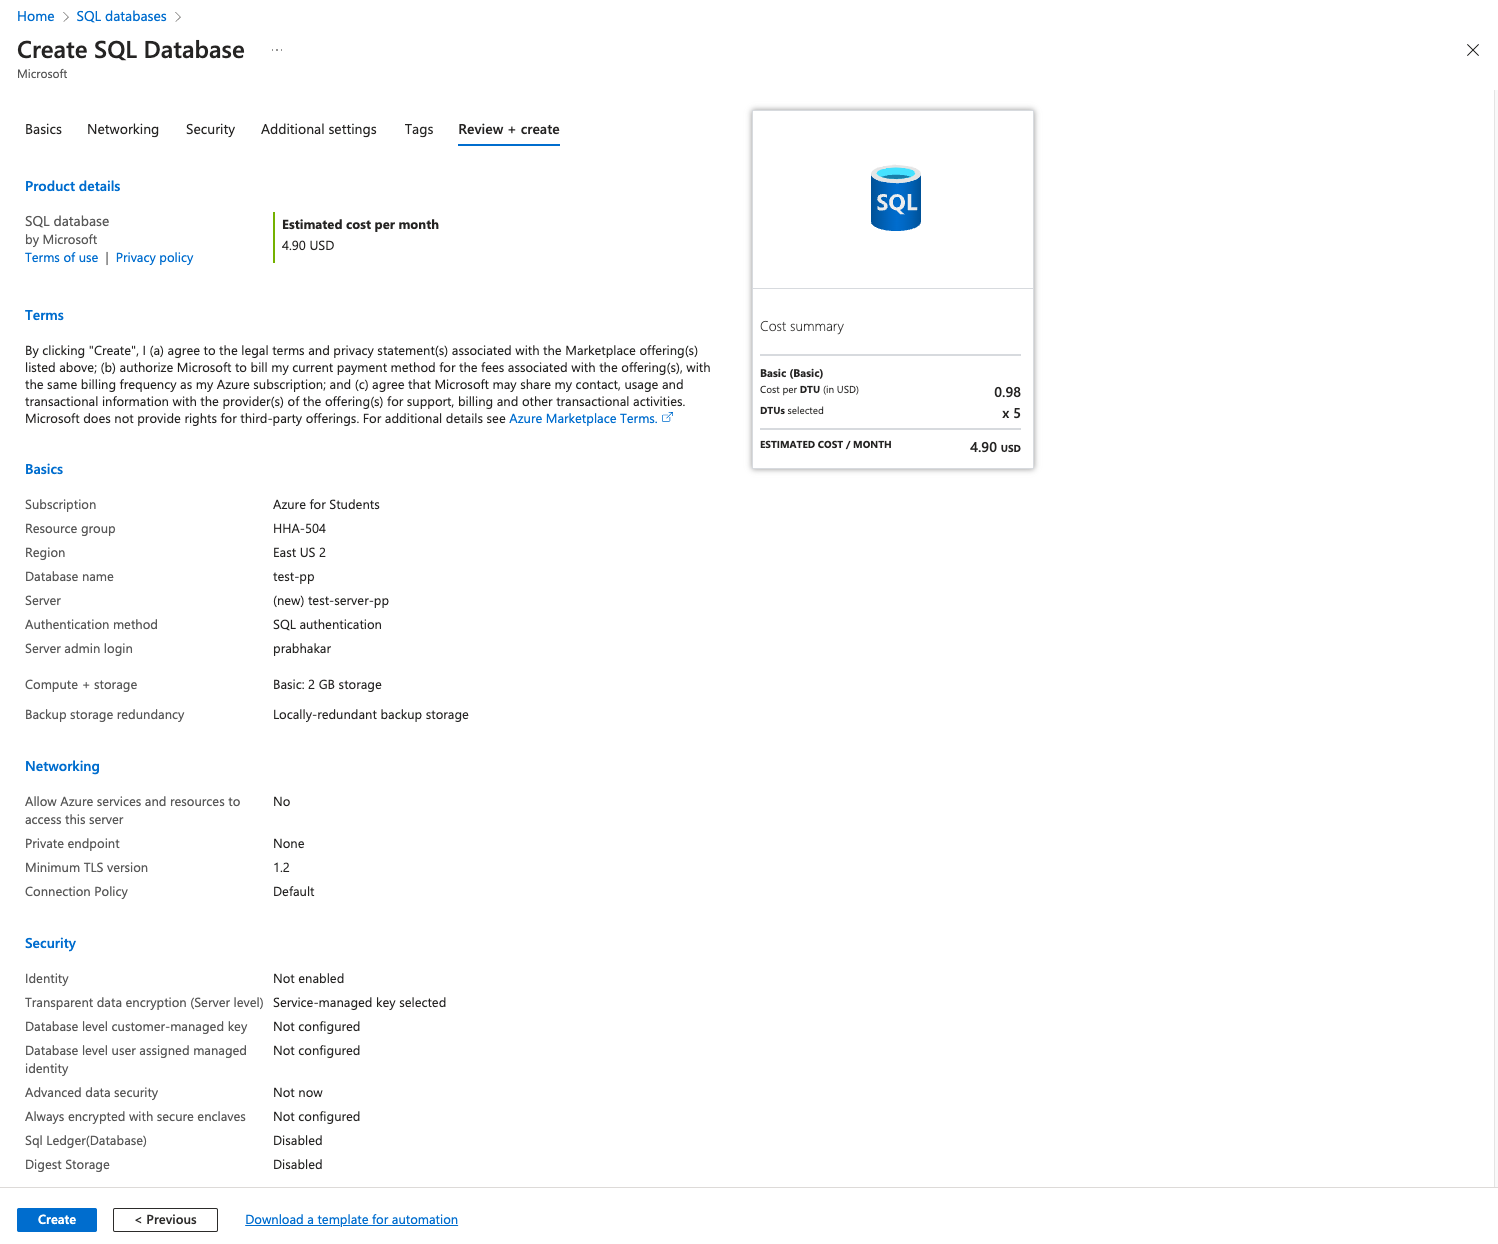 Home > SQL databases >
Create SQL Database ...
Microsoft
Basics Networking Security Additional settings Tags Review + create
Product details
SQL database
by Microsoft
Terms of use | Privacy policy
Estimated cost per month
4.90 USD
Terms
By clicking "Create", I (a) agree to the legal terms and privacy statement(s) associated with the Marketplace offering(s)
listed above; (b) authorize Microsoft to bill my current payment method for the fees associated with the offering(s), with
the same billing frequency as my Azure subscription; and (c) agree that Microsoft may share my contact, usage and
transactional information with the provider(s) of the offering(s) for support, billing and other transactional activities.
Microsoft does not provide rights for third-party offerings. For additional details see Azure Marketplace Terms.
Basics
Subscription Azure for Students
Resource group HHA-504
Region East US 2
Database name test-pp
Server (new) test-server-pp
Authentication method SQL authentication
Server admin login prabhakar
Compute + storage Basic: 2 GB storage
Backup storage redundancy Locally-redundant backup storage
Networking
Allow Azure services and resources to No
access this server
Private endpoint None
Minimum TLS version 1.2
Connection Policy Default
Security
Identity Not enabled
Transparent data encryption (Server level) Service-managed key selected
Database level customer-managed key Not configured
Database level user assigned managed Not configured
identity
Advanced data security Not now
Always encrypted with secure enclaves Not configured
Sql Ledger(Database) Disabled
Digest Storage Disabled
SQL
Cost summary
Basic (Basic)
Cost per DTU (in USD) 0.98
DTUs selected x 5
ESTIMATED COST / MONTH 4.90 USD
Create < Previous Download a template for automation